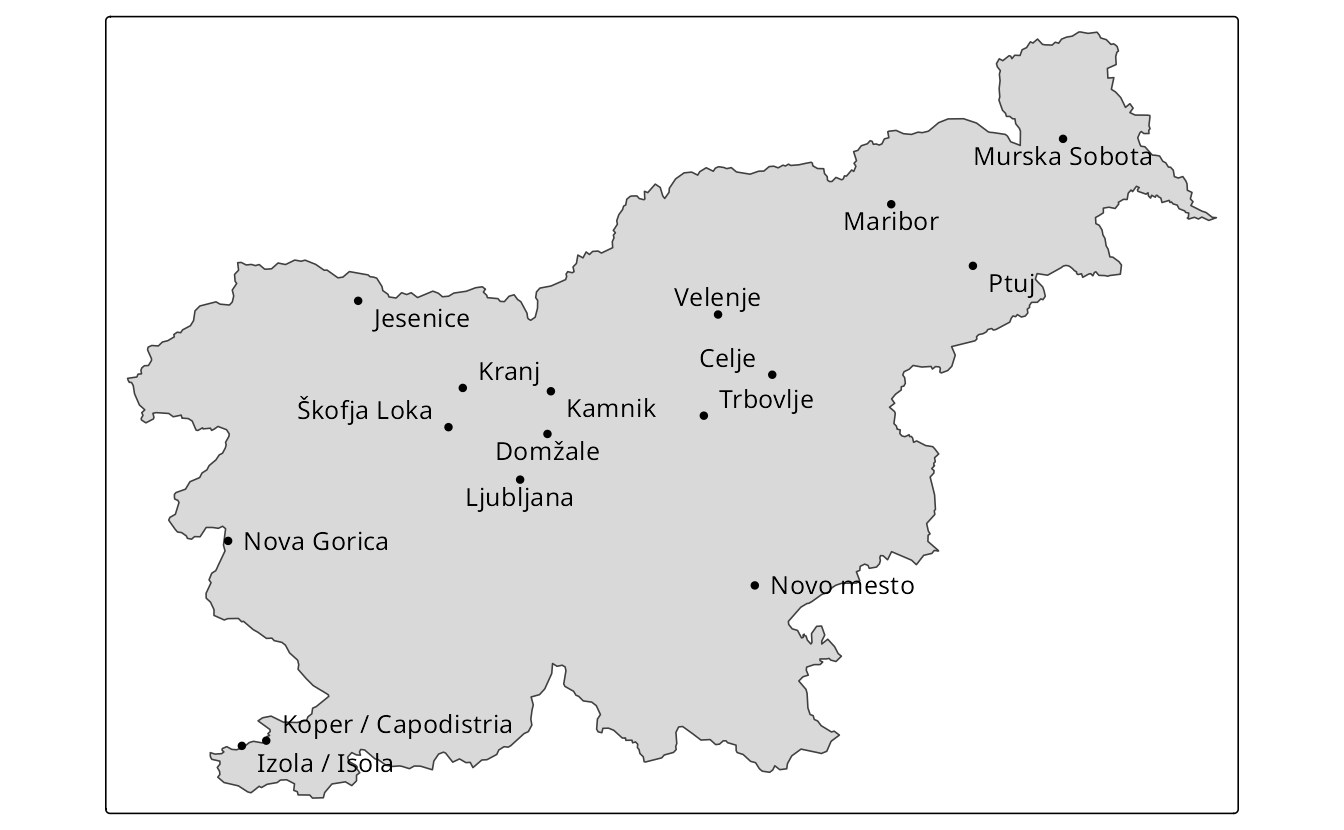 Murska Sobota
Maribor
Ptuj
Velenje
Jesenice
Celje
Kranj
Trbovlje
Škofja Loka
Kamnik
Domžale
Ljubljana
Nova Gorica
Novo mesto
Koper / Capodistria
Izola / Isola